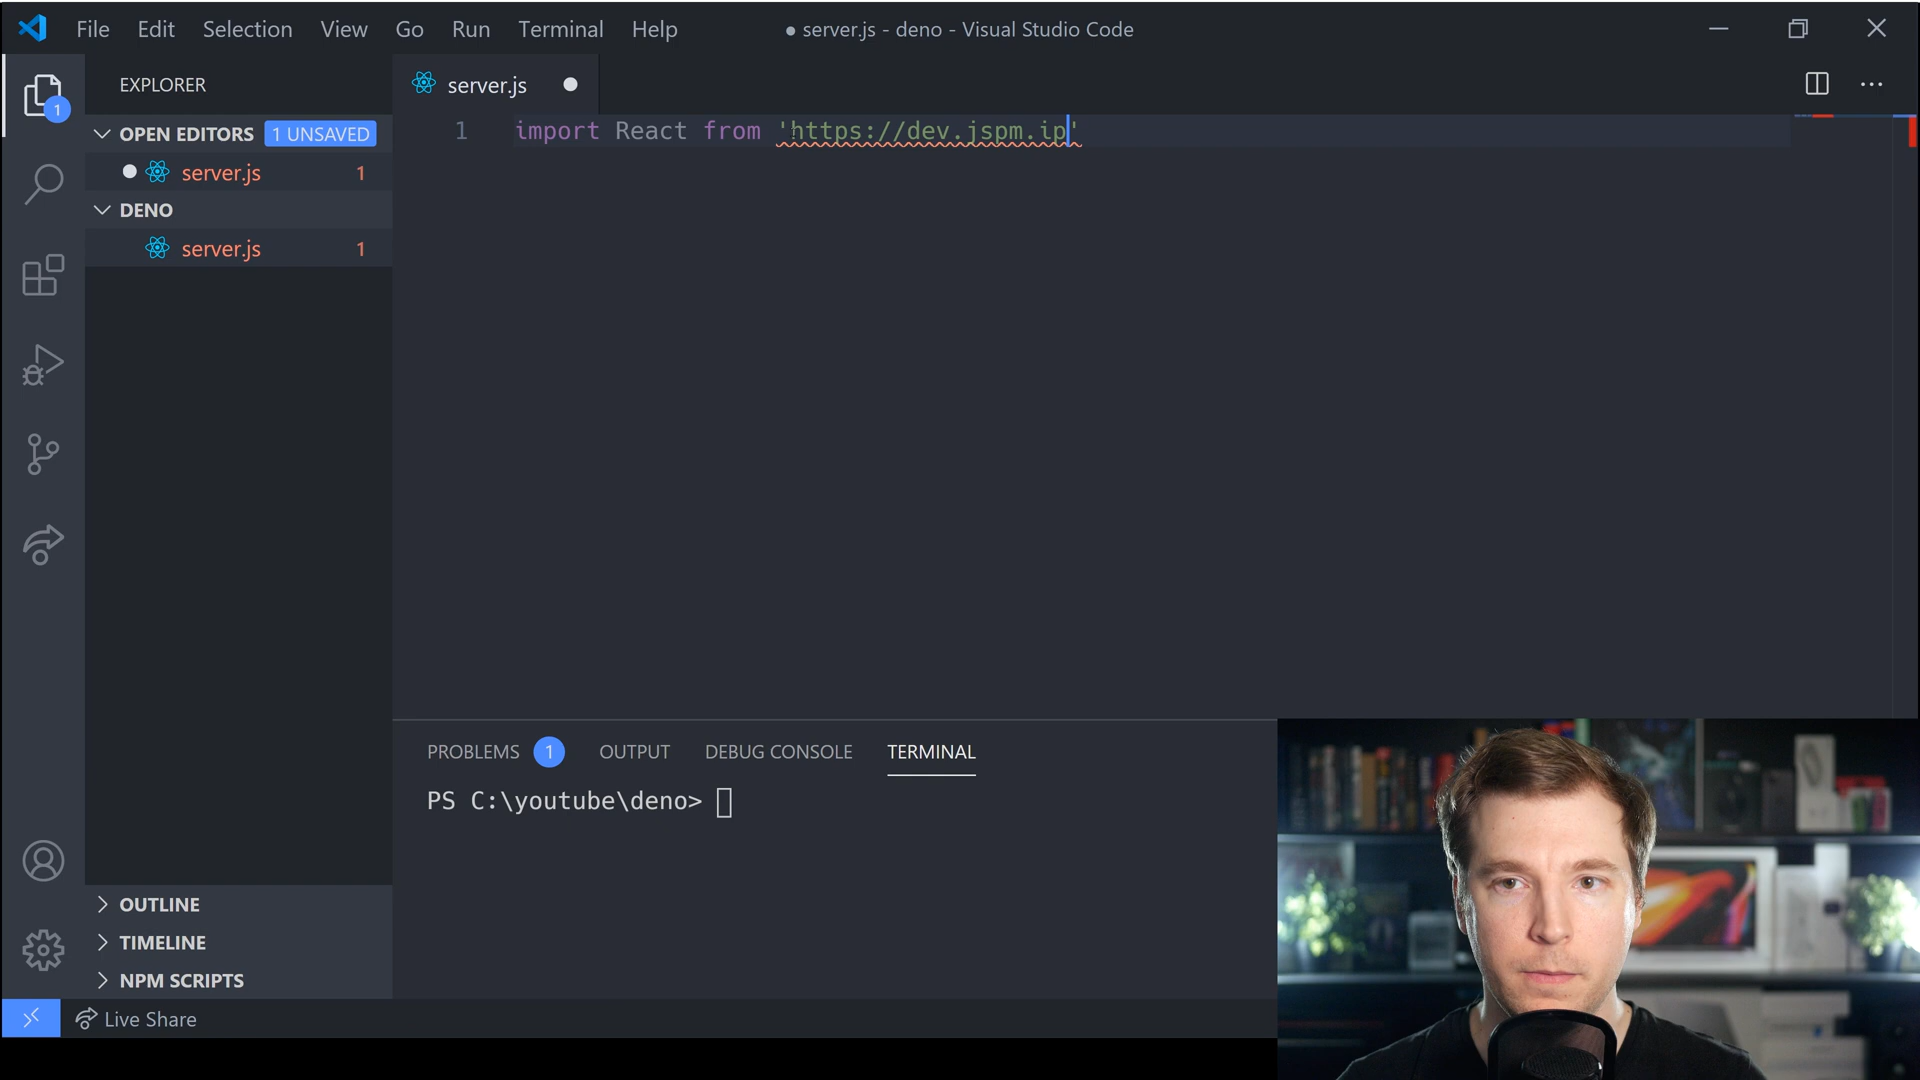 File Edit Selection View Go Run Terminal Help
● server.js - deno - Visual Studio Code
EXPLORER
server.js
OPEN EDITORS 1 UNSAVED
server.js 1
DENO
server.js 1
1
1 import React from 'https://dev.jspm.ip'
PROBLEMS 1 OUTPUT DEBUG CONSOLE TERMINAL
PS C:\youtube\deno>
OUTLINE
TIMELINE
NPM SCRIPTS
Live Share